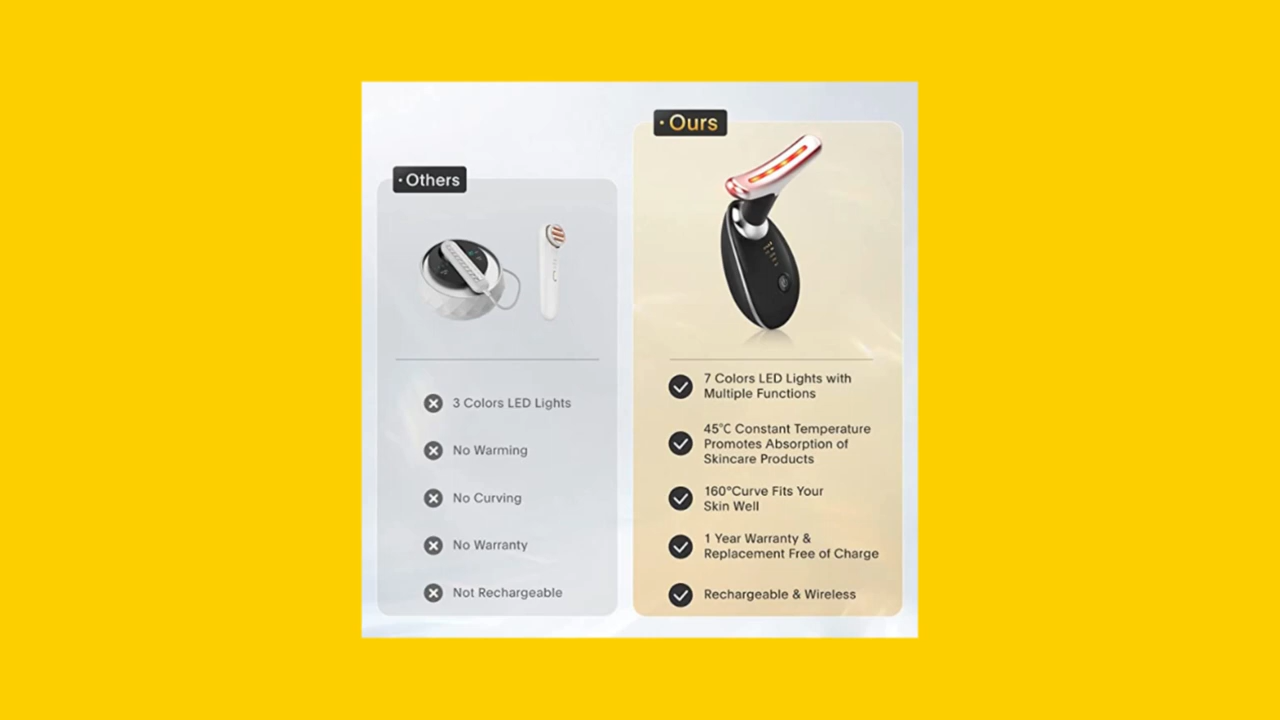 · Others
3 Colors LED Lights
No Warming
No Curving
No Warranty
Not Rechargeable
· Ours
7 Colors LED Lights with
Multiple Functions
45℃ Constant Temperature
Promotes Absorption of
Skincare Products
160°Curve Fits Your
Skin Well
1 Year Warranty &
Replacement Free of Charge
Rechargeable & Wireless